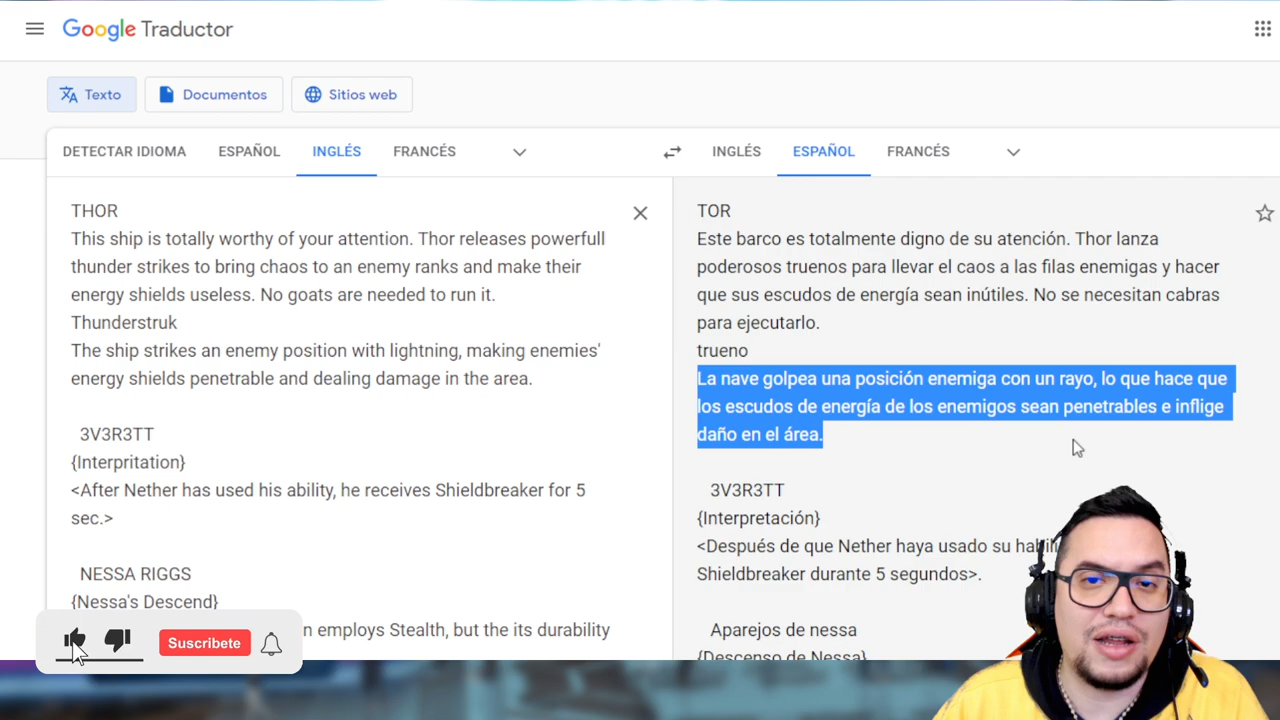 Google Traductor
Texto
Documentos
Sitios web
DETECTAR IDIOMA
ESPAÑOL
INGLÉS
FRANCÉS
INGLÉS
ESPAÑOL
FRANCÉS
THOR
This ship is totally worthy of your attention. Thor releases powerfull
thunder strikes to bring chaos to an enemy ranks and make their
energy shields useless. No goats are needed to run it.
Thunderstruk
The ship strikes an enemy position with lightning, making enemies'
energy shields penetrable and dealing damage in the area.
3V3R3TT
{Interpritation}
<After Nether has used his ability, he receives Shieldbreaker for 5
sec.>
NESSA RIGGS
{Nessa's Descend}
n employs Stealth, but the its durability
TOR
Este barco es totalmente digno de su atención. Thor lanza
poderosos truenos para llevar el caos a las filas enemigas y hacer
que sus escudos de energía sean inútiles. No se necesitan cabras
para ejecutarlo.
trueno
La nave golpea una posición enemiga con un rayo, lo que hace que
los escudos de energía de los enemigos sean penetrables e inflige
daño en el área.
3V3R3TT
{Interpretación}
<Después de que Nether haya usado su
Shieldbreaker durante 5 segundos>.
Aparejos de nessa
{Descenso de Nessa}
Suscribete